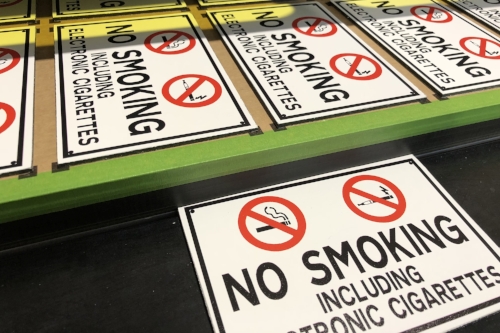 NO SMOKING
INCLUDING
ELECTRONIC CIGARETTES
NO SMOKING
INCLUDING
ELECTRONIC CIGARETTES
NO SMOKING
INCLUDING
ELECTRONIC CIGARETTES
NO SMOKING
INCLUDING
CTRONIC CIGARETTES